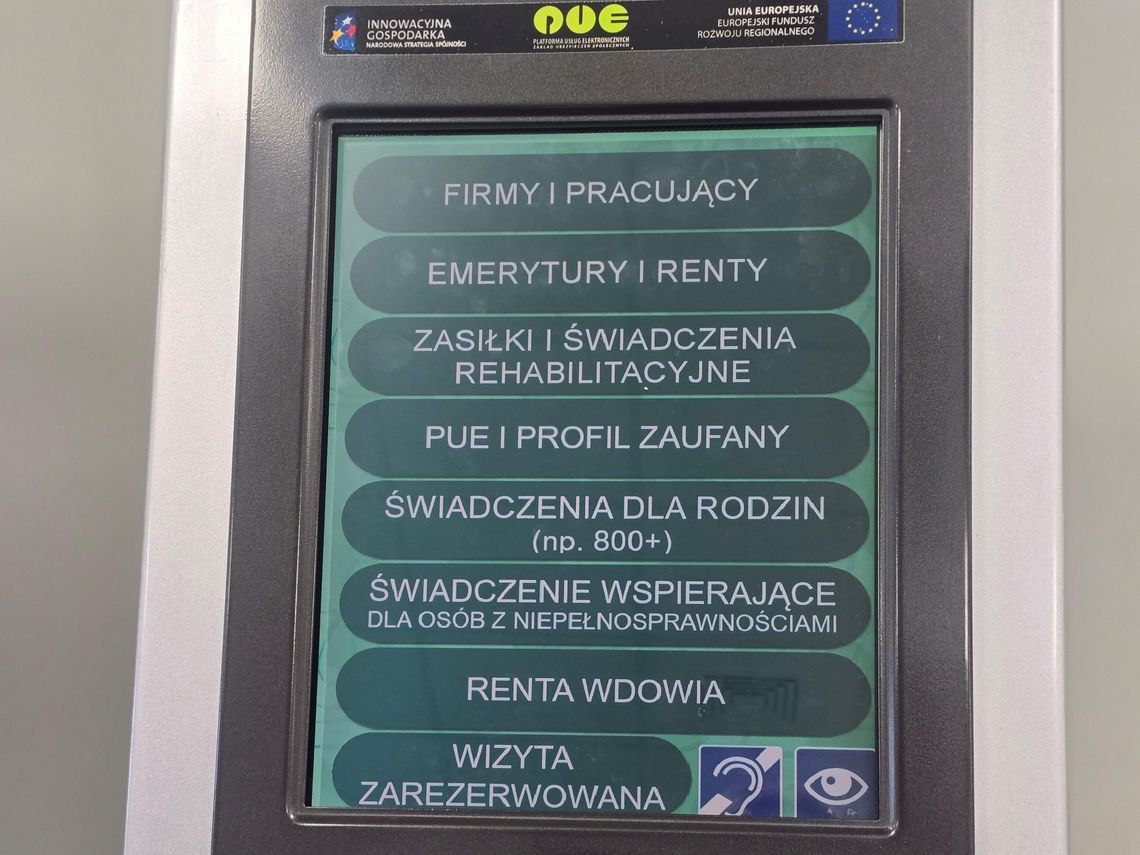 INNOWACYJNA
GOSPODARKA
NARODOWA STRATEGIA SPÓJNOŚCI
PUE
PLATFORMA USŁUG ELEKTRONICZNYCH
ZAKŁAD UBEZPIECZEŃ SPOŁECZNYCH
UNIA EUROPEJSKA
EUROPEJSKI FUNDUSZ
ROZWOJU REGIONALNEGO
FIRMY I PRACUJĄCY
EMERYTURY I RENTY
ZASIŁKI I ŚWIADCZENIA
REHABILITACYJNE
PUE I PROFIL ZAUFANY
ŚWIADCZENIA DLA RODZIN
(np. 800+)
ŚWIADCZENIE WSPIERAJĄCE
DLA OSÓB Z NIEPEŁNOSPRAWNOŚCIAMI
RENTA WDOWIA
WIZYTA
ZAREZERWOWANA